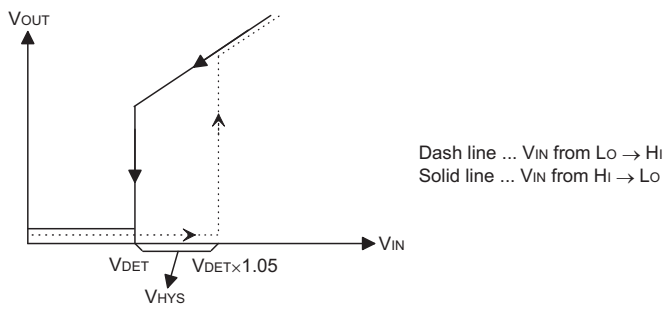 VOUT
Dash line ... VIN from LO → HI
Solid line ... VIN from HI → LO
VIN
VDET
VDET×1.05
VHYS